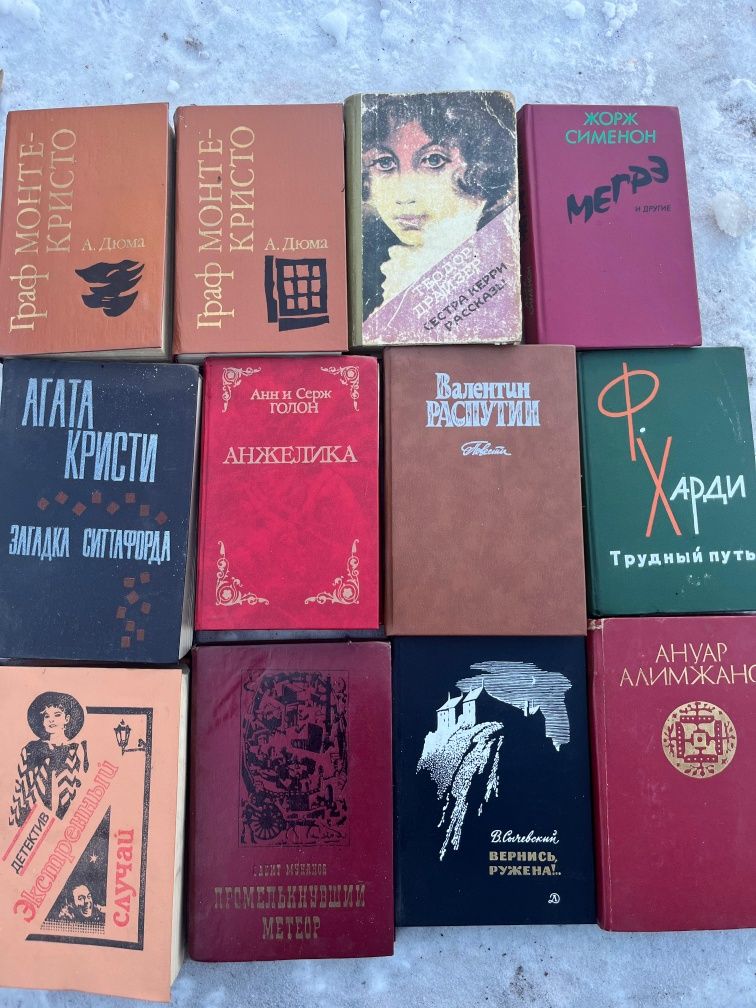 Граф МОНТЕ-
КРИСТО
А. Дюма
Граф МОНТЕ-
КРИСТО
А. Дюма
ТЕОДОР
ДРАЙЗЕР
СЕСТРА КЕРРИ
РАССКАЗЫ
ЖОРЖ
СИМЕНОН
МЕГРЭ
И ДРУГИЕ
АГАТА
КРИСТИ
ЗАГАДКА СИТТАФОРДА
Анн и Серж
ГОЛОН
АНЖЕЛИКА
Валентин
РАСПУТИН
Повести
Ф. Харди
Трудный путь
ДЕТЕКТИВ
Экстренный
случай
САБИТ МУКАНОВ
ПРОМЕЛЬКНУВШИЙ
МЕТЕОР
В. Сычевский
ВЕРНИСЬ,
РУЖЕНА!..
Д
АНУАР
АЛИМЖАНО